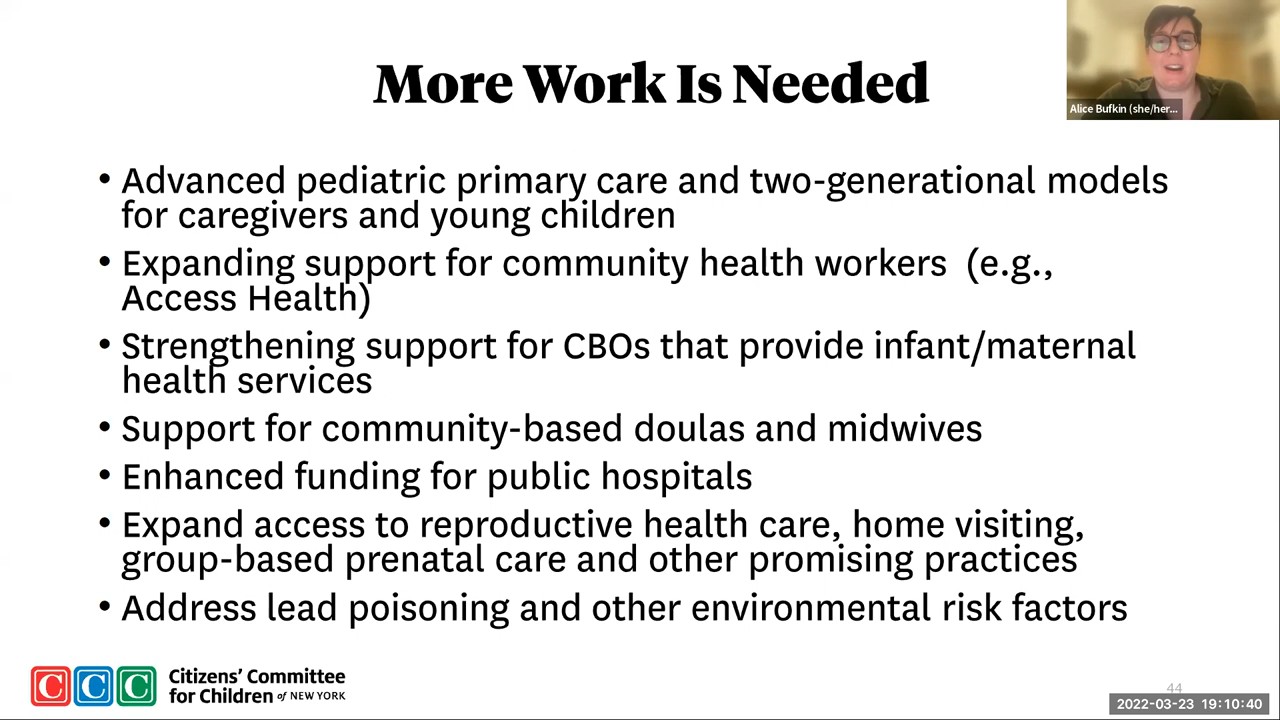 More Work Is Needed
Alice Bufkin (she/her...
• Advanced pediatric primary care and two-generational models
for caregivers and young children
• Expanding support for community health workers (e.g.,
Access Health)
• Strengthening support for CBOs that provide infant/maternal
health services
• Support for community-based doulas and midwives
• Enhanced funding for public hospitals
• Expand access to reproductive health care, home visiting,
group-based prenatal care and other promising practices
• Address lead poisoning and other environmental risk factors
CCC
Citizens' Committee
for Children of NEW YORK
44
2022-03-23 19:10:40